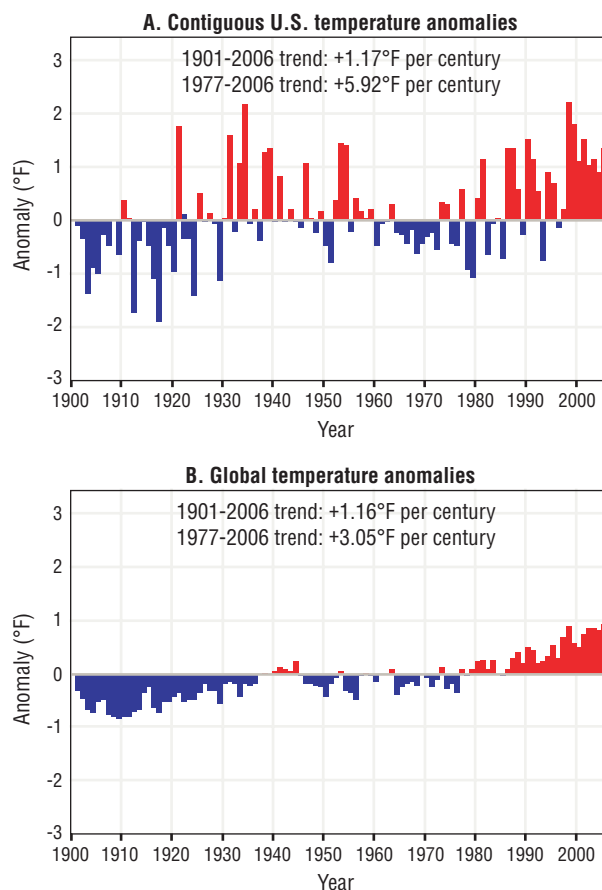 A. Contiguous U.S. temperature anomalies
1901-2006 trend: +1.17°F per century
1977-2006 trend: +5.92°F per century
Anomaly (°F)
3
2
1
0
-1
-2
-3
1900 1910 1920 1930 1940 1950 1960 1970 1980 1990 2000
Year
B. Global temperature anomalies
1901-2006 trend: +1.16°F per century
1977-2006 trend: +3.05°F per century
Anomaly (°F)
3
2
1
0
-1
-2
-3
1900 1910 1920 1930 1940 1950 1960 1970 1980 1990 2000
Year